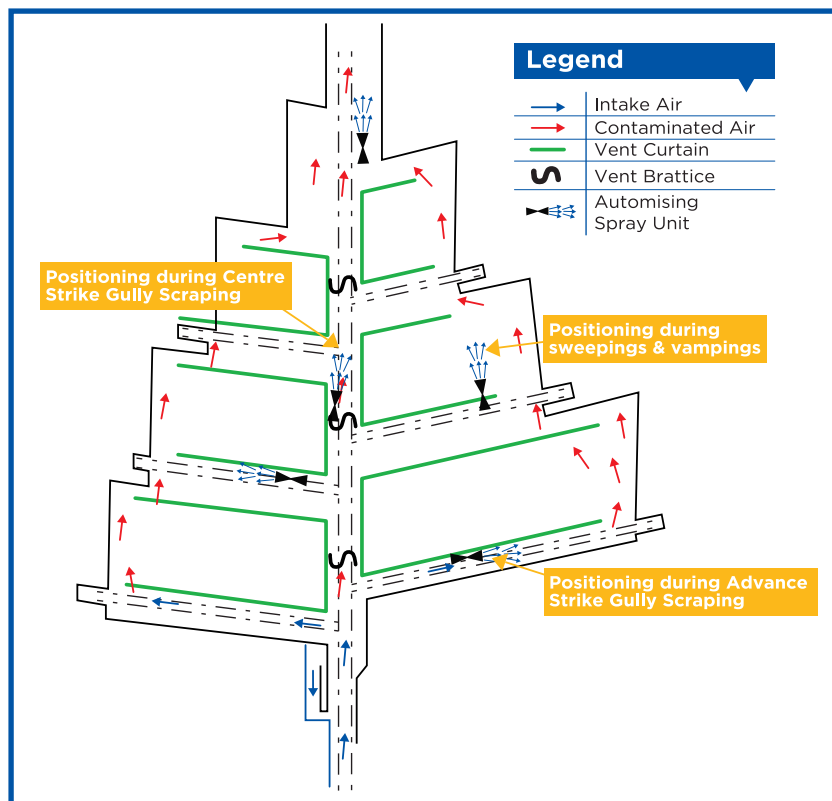 Legend
Intake Air
Contaminated Air
Vent Curtain
Vent Brattice
Automising
Spray Unit
Positioning during Centre
Strike Gully Scraping
Positioning during
sweepings & vampings
Positioning during Advance
Strike Gully Scraping